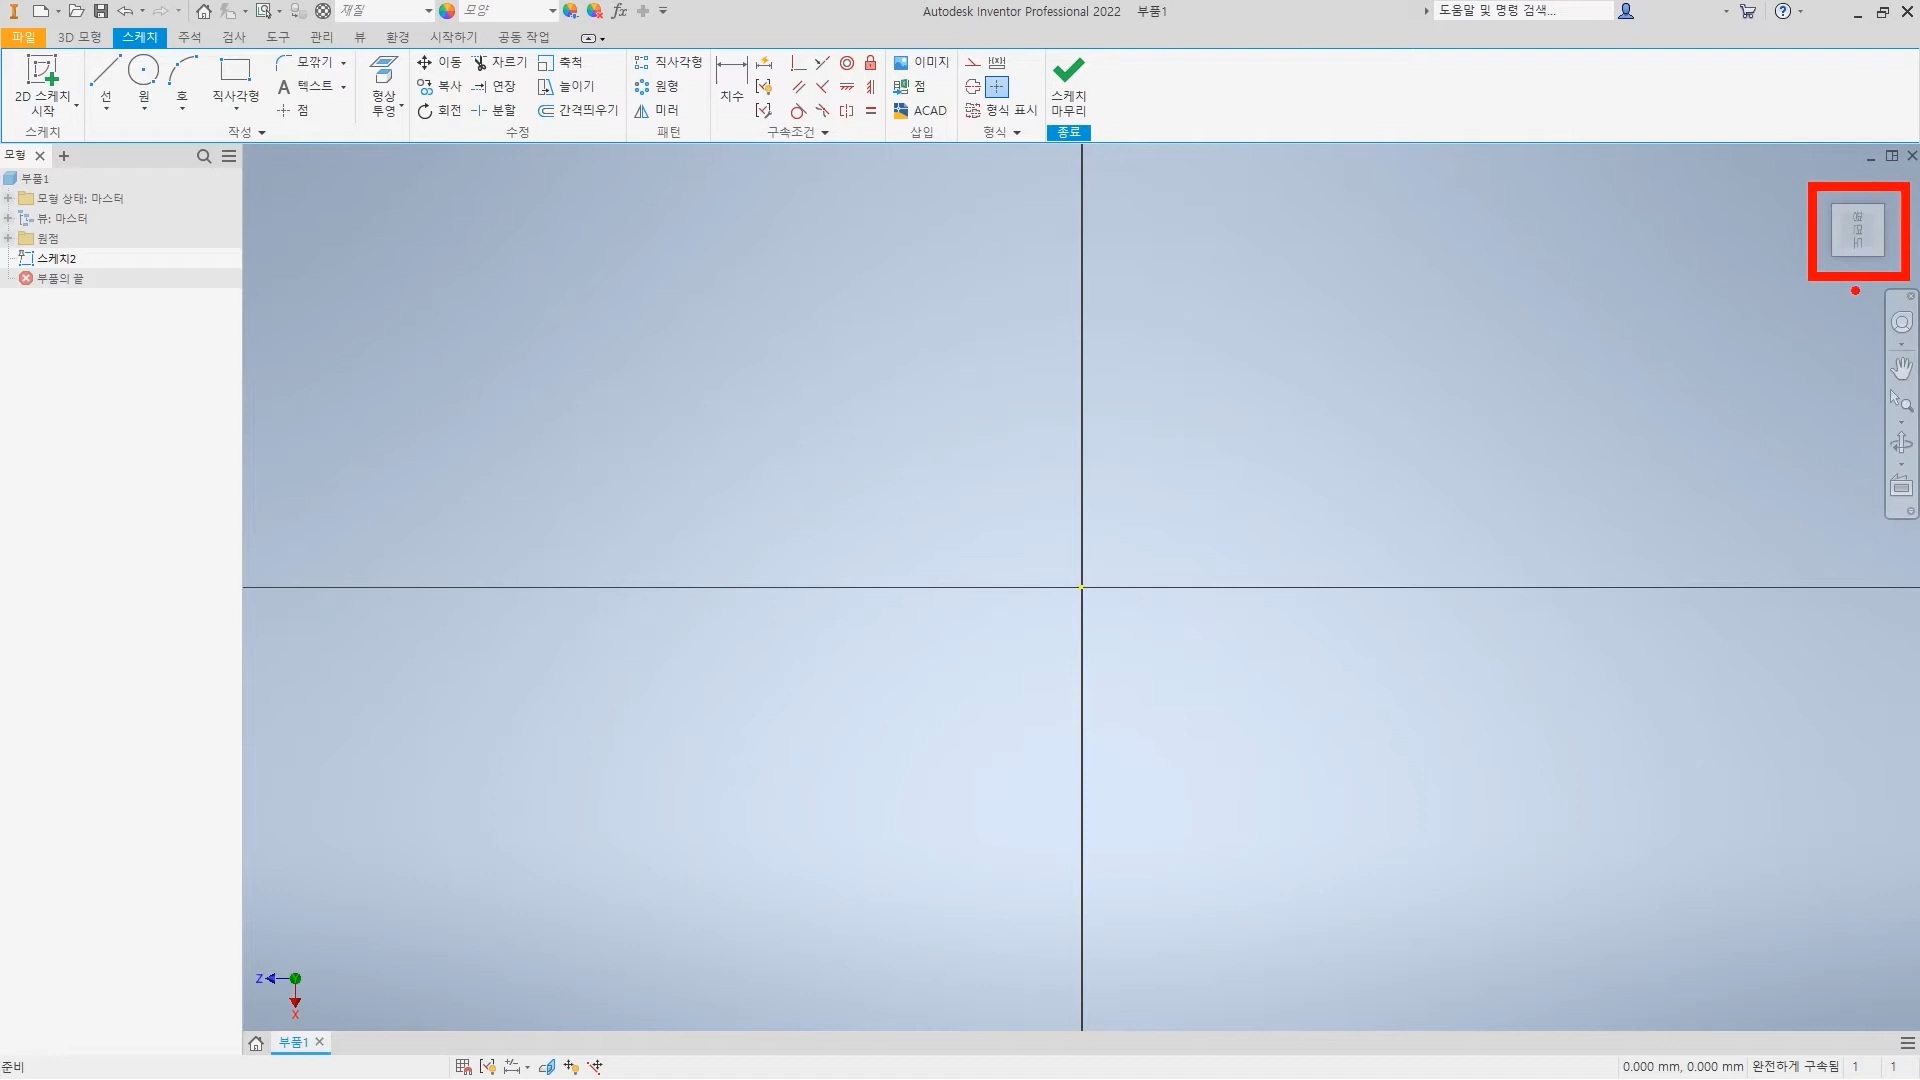 재질
모양
fx
Autodesk Inventor Professional 2022 부품1
도움말 및 명령 검색...
파일 3D 모형 스케치 주석 검사 도구 관리 뷰 환경 시작하기 공동 작업
2D 스케치 시작
선 원 호 직사각형
모깎기
텍스트
점
형상 투영
이동 자르기 축척
복사 연장 늘이기
회전 분할 간격띄우기
직사각형
원형
미러
치수
이미지
점
ACAD
형식 표시
스케치 마무리
스케치 작성 수정 패턴 구속조건 삽입 형식 종료
모형
부품1
모형 상태: 마스터
뷰: 마스터
원점
스케치2
부품의 끝
평면도
Z
X
부품1
준비
0.000 mm, 0.000 mm 완전하게 구속됨 1 1